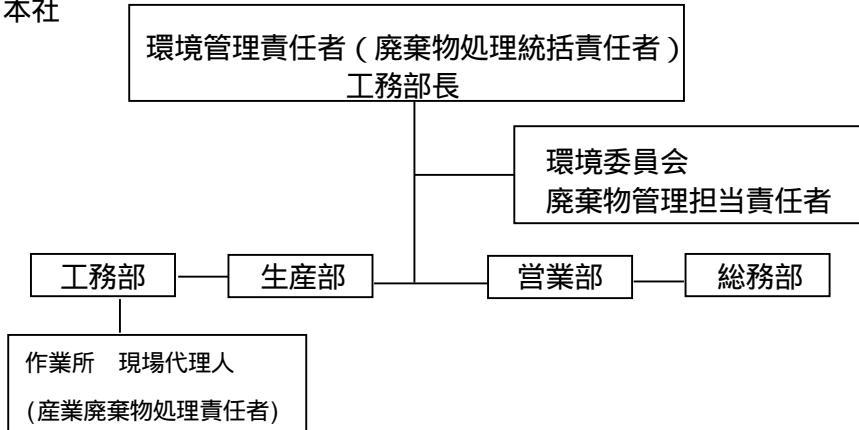 本社
環境管理責任者(廃棄物処理統括責任者)
工務部長
環境委員会
廃棄物管理担当責任者
工務部 生産部 営業部 総務部
作業所 現場代理人
(産業廃棄物処理責任者)